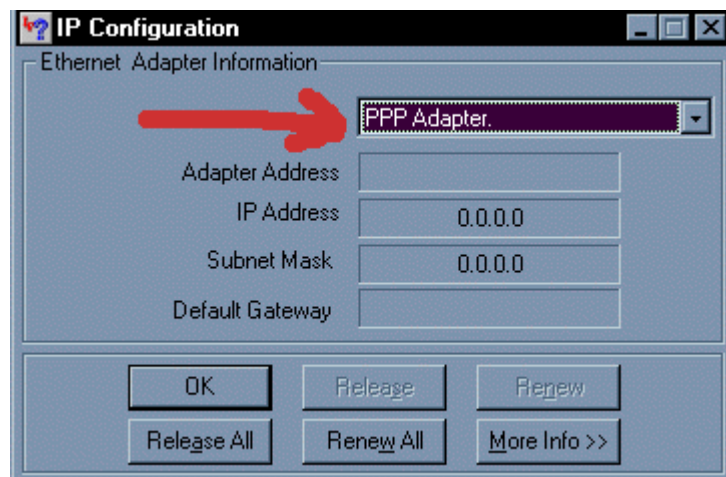 IP Configuration
Ethernet Adapter Information
PPP Adapter.
Adapter Address
IP Address 0.0.0.0
Subnet Mask 0.0.0.0
Default Gateway
OK Release Renew
Release All Renew All More Info >>